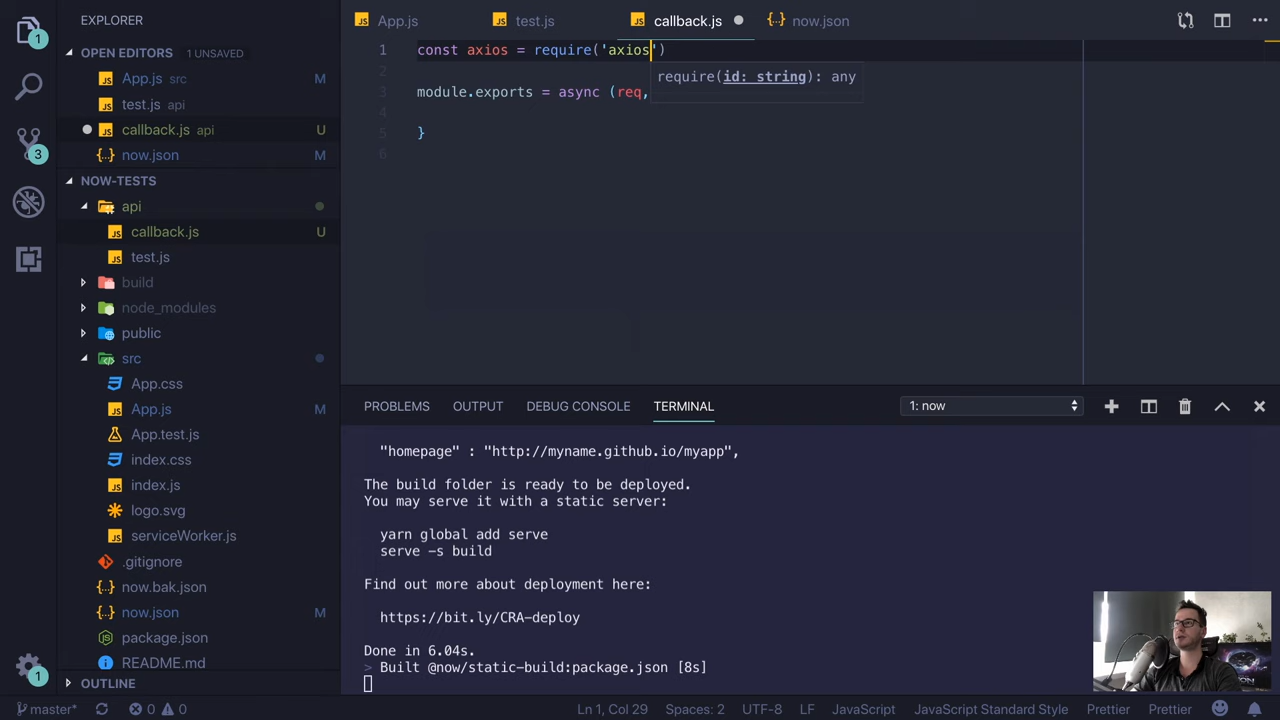 EXPLORER
App.js
test.js
callback.js
now.json
OPEN EDITORS
1 UNSAVED
App.js src M
test.js api
callback.js api U
now.json M
NOW-TESTS
api
callback.js U
test.js
build
node_modules
public
src
App.css
App.js M
App.test.js
index.css
index.js
logo.svg
serviceWorker.js
.gitignore
now.bak.json
now.json M
package.json
README.md
OUTLINE
1
3
1
1 const axios = require('axios')
2
require(id: string): any
3 module.exports = async (req,
4
5 }
6
PROBLEMS OUTPUT DEBUG CONSOLE TERMINAL 1: now
"homepage" : "http://myname.github.io/myapp",
The build folder is ready to be deployed.
You may serve it with a static server:
yarn global add serve
serve -s build
Find out more about deployment here:
https://bit.ly/CRA-deploy
Done in 6.04s.
> Built @now/static-build:package.json [8s]
master* 0 0 Ln 1, Col 29 Spaces: 2 UTF-8 LF JavaScript JavaScript Standard Style Prettier Prettier